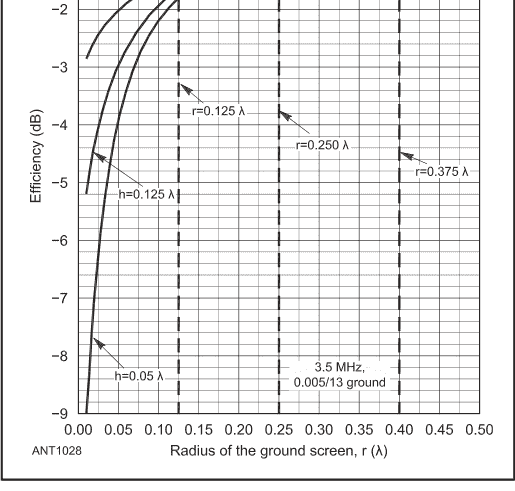 −2
−3
−4
−5
−6
−7
−8
−9
Efficiency (dB)
r=0.125 λ
r=0.250 λ
r=0.375 λ
h=0.125 λ
h=0.05 λ
3.5 MHz,
0.005/13 ground
0.00 0.05 0.10 0.15 0.20 0.25 0.30 0.35 0.40 0.45 0.50
ANT1028
Radius of the ground screen, r (λ)